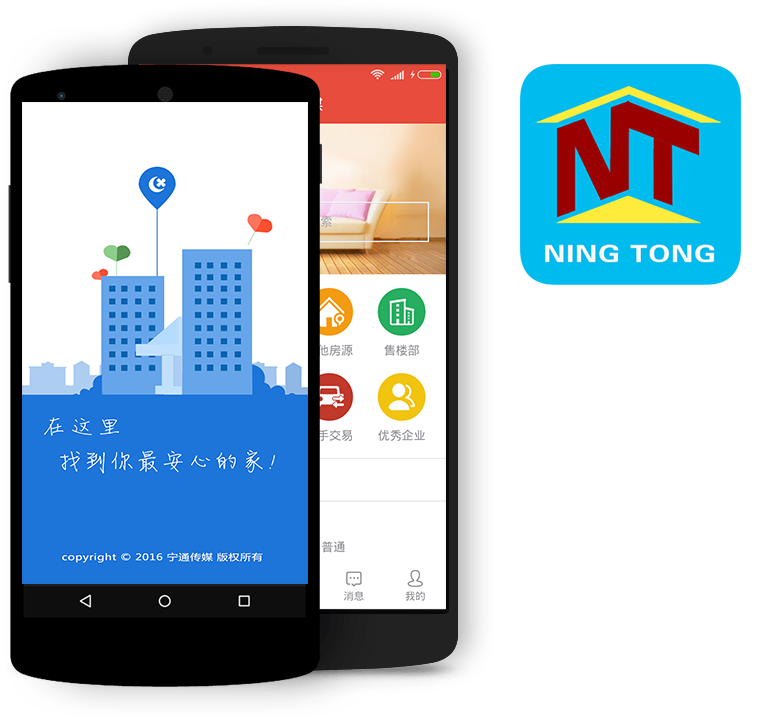 在这里
找到你最安心的家!
copyright © 2016 宁通传媒 版权所有
索
房源
售楼部
手交易
优秀企业
普通
消息
我的
NT
NING TONG